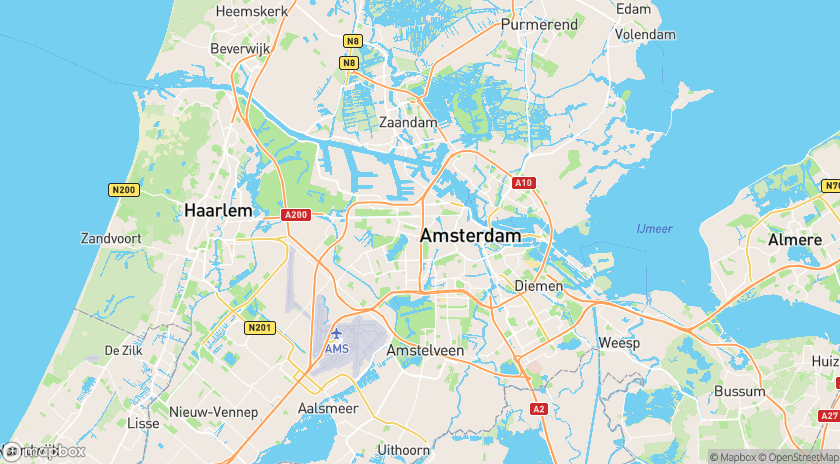 Heemskerk
Edam
Purmerend
Volendam
N8
Beverwijk
N8
Zaandam
A10
N200
N70
Haarlem
A200
IJmeer
Zandvoort
Amsterdam
Almere
Diemen
N201
AMS
Weesp
De Zilk
Amstelveen
Huiz
Bussum
Nieuw-Vennep
Aalsmeer
A2
A27
Lisse
Uithoorn
mapbox
© Mapbox © OpenStreetMap